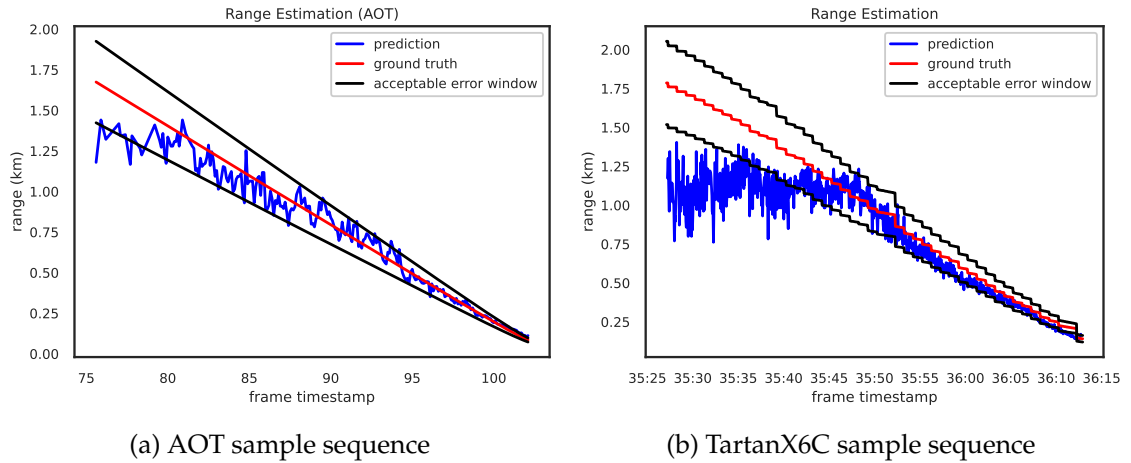 Range Estimation (AOT)
2.00
1.75
1.50
1.25
1.00
0.75
0.50
0.25
0.00
range (km)
prediction
ground truth
acceptable error window
75 80 85 90 95 100
frame timestamp
(a) AOT sample sequence
Range Estimation
2.00
1.75
1.50
1.25
1.00
0.75
0.50
0.25
range (km)
prediction
ground truth
acceptable error window
35:25 35:30 35:35 35:40 35:45 35:50 35:55 36:00 36:05 36:10 36:15
frame timestamp
(b) TartanX6C sample sequence